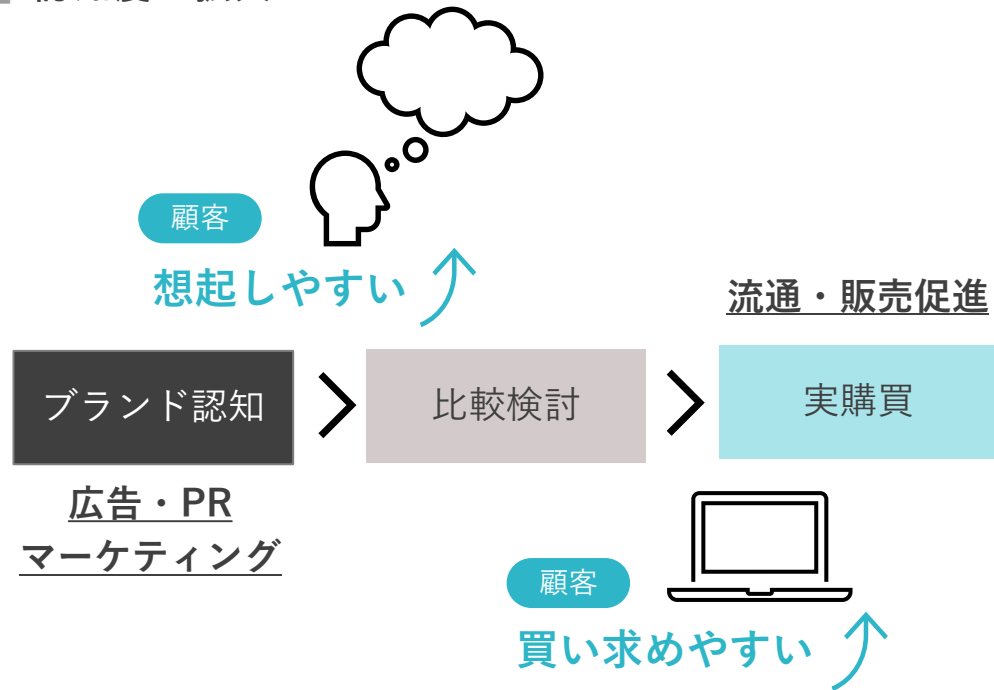 顧客
想起しやすい
流通・販売促進
ブランド認知
比較検討
実購買
広告・PR
マーケティング
顧客
買い求めやすい